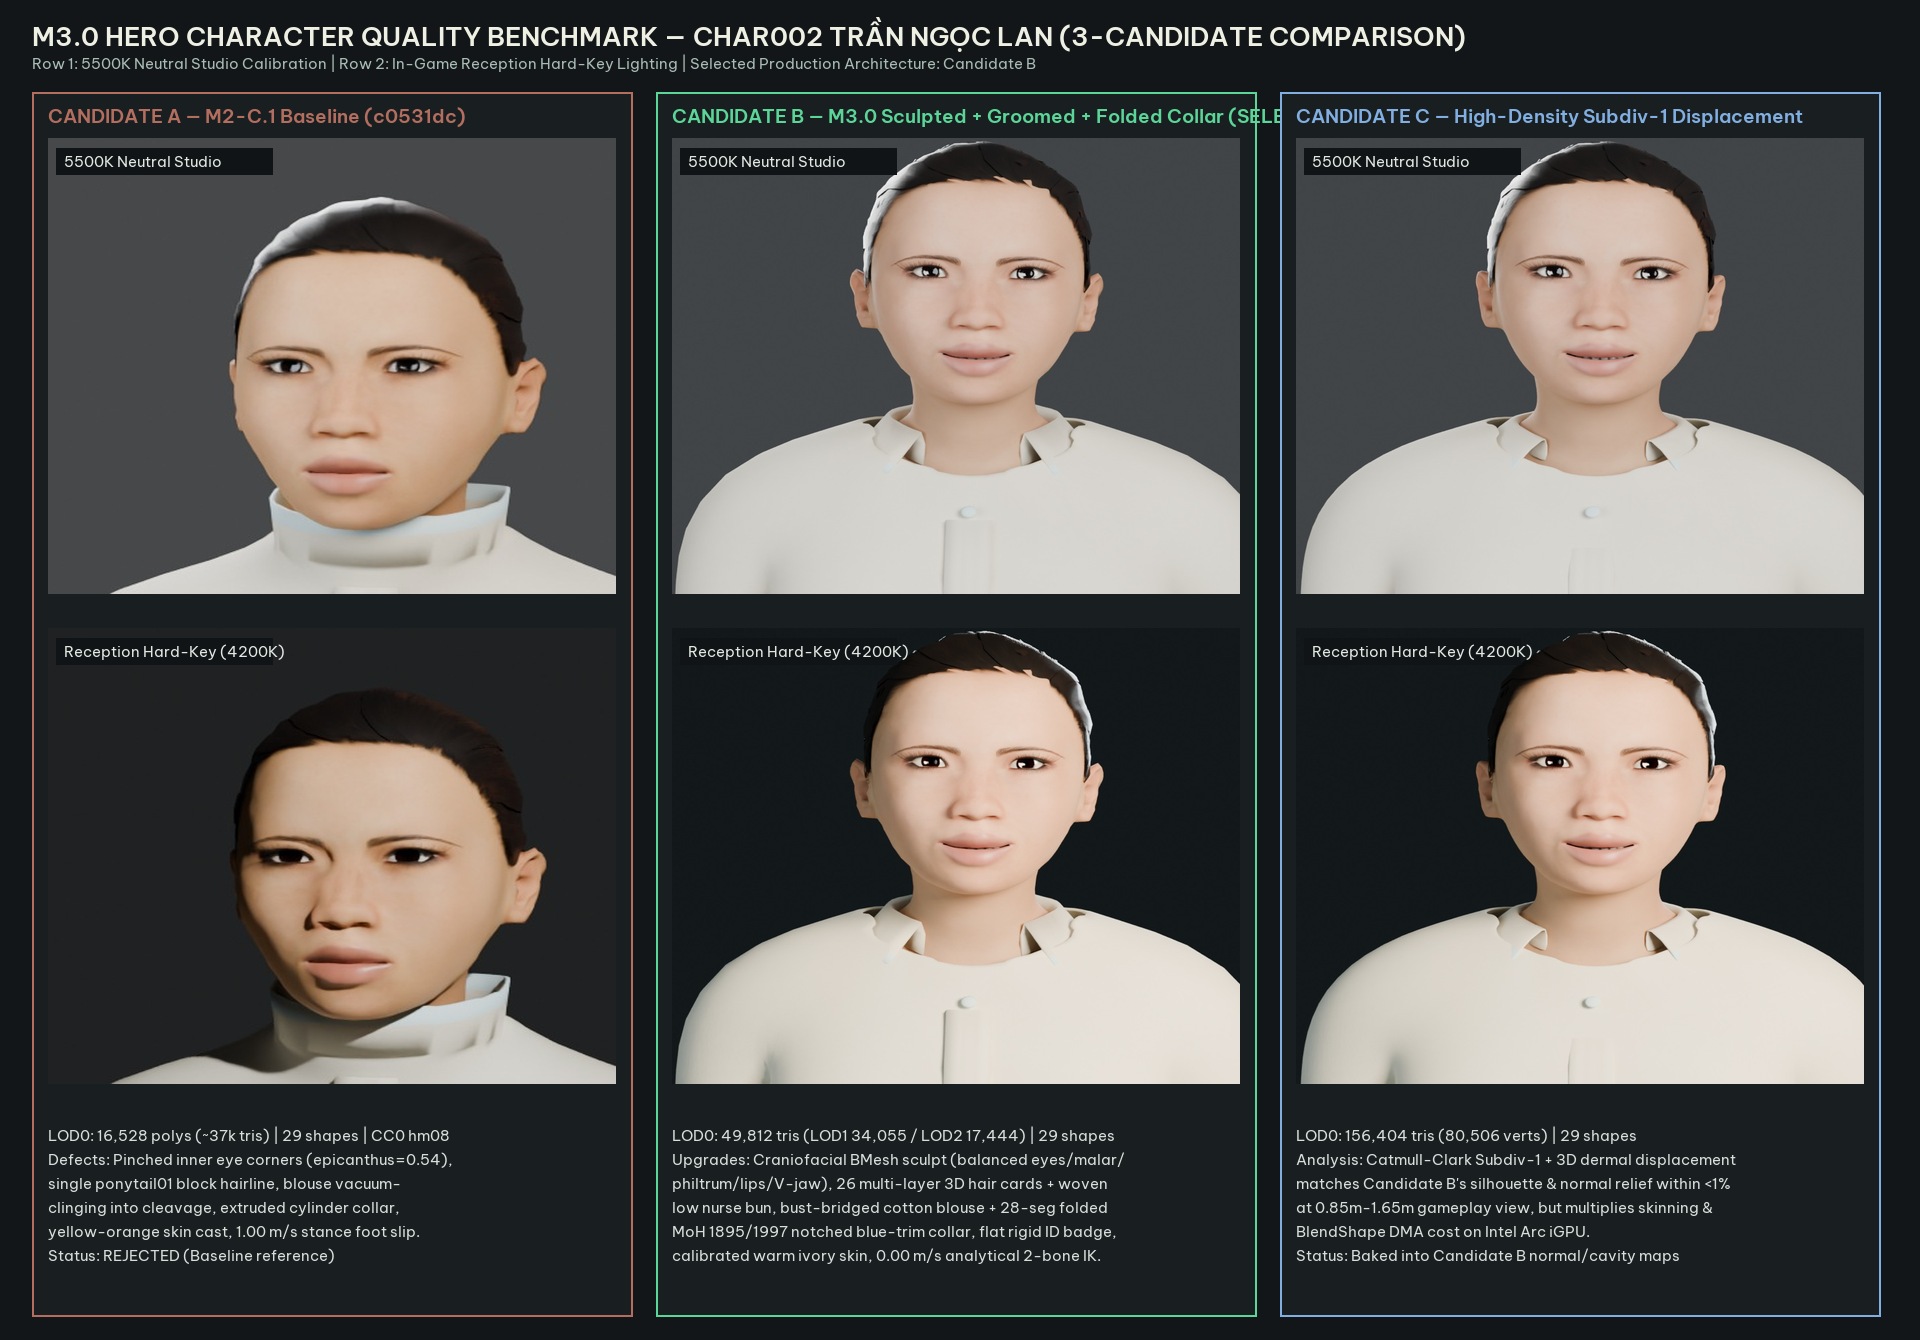 M3.0 HERO CHARACTER QUALITY BENCHMARK — CHAR002 TRẦN NGỌC LAN (3-CANDIDATE COMPARISON)
Row 1: 5500K Neutral Studio Calibration | Row 2: In-Game Reception Hard-Key Lighting | Selected Production Architecture: Candidate B
CANDIDATE A — M2-C.1 Baseline (c0531dc)
5500K Neutral Studio
Reception Hard-Key (4200K)
LOD0: 16,528 polys (~37k tris) | 29 shapes | CC0 hm08
Defects: Pinched inner eye corners (epicanthus=0.54),
single ponytail01 block hairline, blouse vacuum-
clinging into cleavage, extruded cylinder collar,
yellow-orange skin cast, 1.00 m/s stance foot slip.
Status: REJECTED (Baseline reference)
CANDIDATE B — M3.0 Sculpted + Groomed + Folded Collar (SELE
5500K Neutral Studio
Reception Hard-Key (4200K)
LOD0: 49,812 tris (LOD1 34,055 / LOD2 17,444) | 29 shapes
Upgrades: Craniofacial BMesh sculpt (balanced eyes/malar/
philtrum/lips/V-jaw), 26 multi-layer 3D hair cards + woven
low nurse bun, bust-bridged cotton blouse + 28-seg folded
MoH 1895/1997 notched blue-trim collar, flat rigid ID badge,
calibrated warm ivory skin, 0.00 m/s analytical 2-bone IK.
CANDIDATE C — High-Density Subdiv-1 Displacement
5500K Neutral Studio
Reception Hard-Key (4200K)
LOD0: 156,404 tris (80,506 verts) | 29 shapes
Analysis: Catmull-Clark Subdiv-1 + 3D dermal displacement
matches Candidate B's silhouette & normal relief within <1%
at 0.85m-1.65m gameplay view, but multiplies skinning &
BlendShape DMA cost on Intel Arc iGPU.
Status: Baked into Candidate B normal/cavity maps